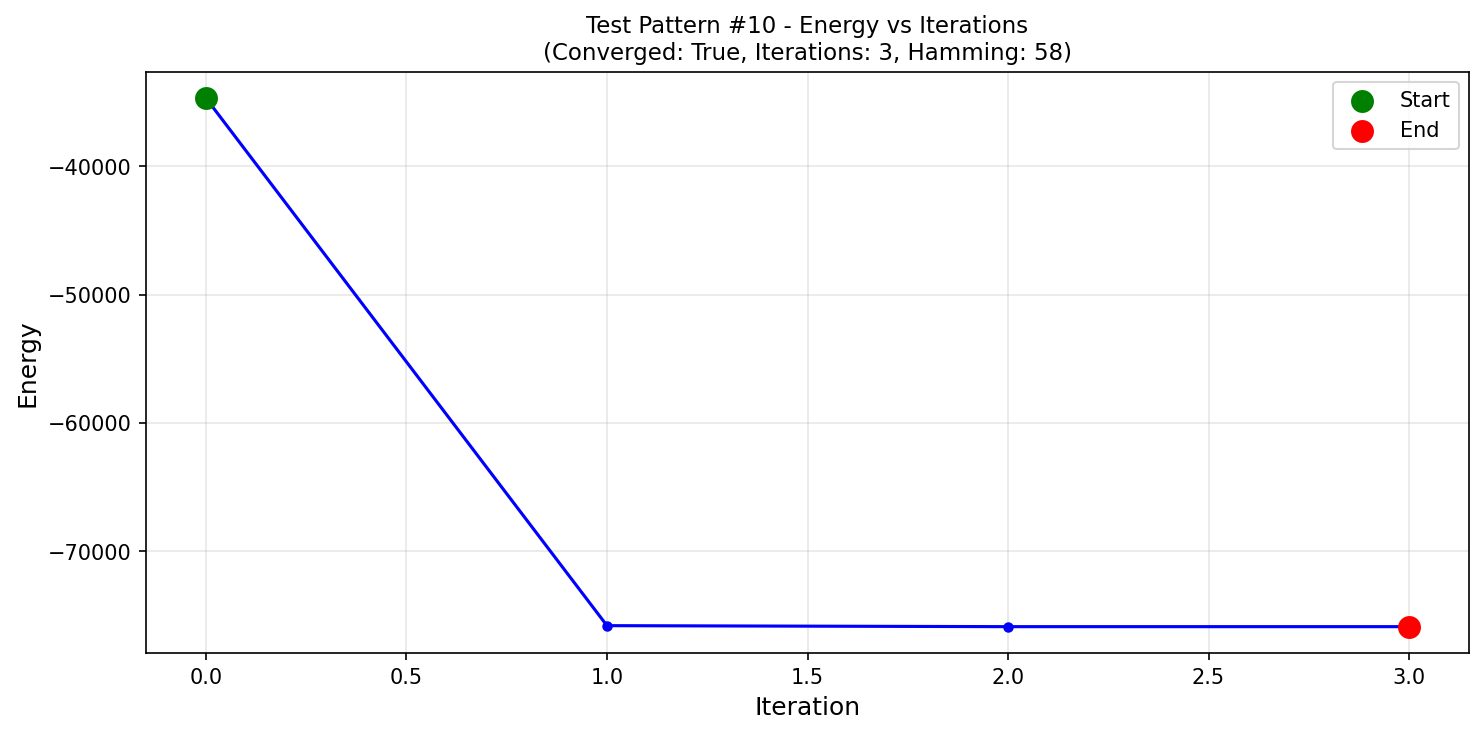 Test Pattern #10 - Energy vs Iterations
(Converged: True, Iterations: 3, Hamming: 58)
Start
End
Energy
−40000
−50000
−60000
−70000
0.0 0.5 1.0 1.5 2.0 2.5 3.0
Iteration